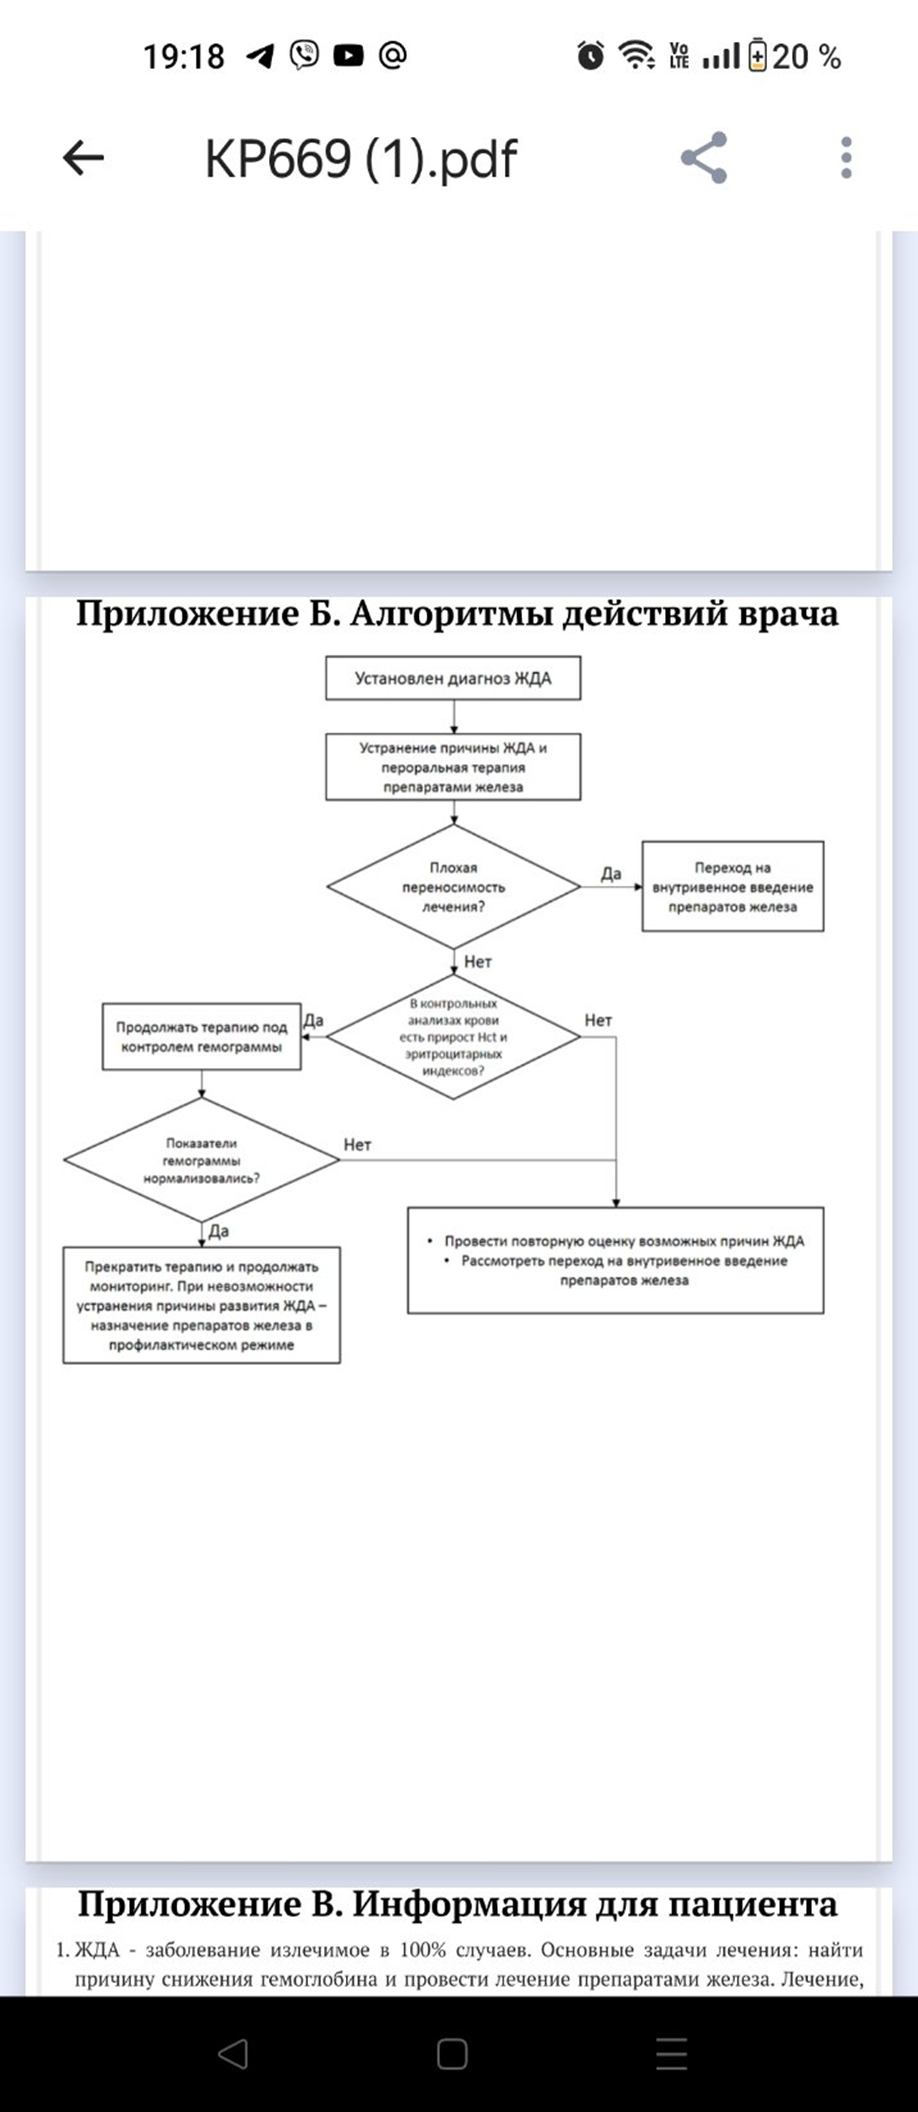 19:18
Vo
LTE
20 %
KP669 (1).pdf
Приложение Б. Алгоритмы действий врача
Установлен диагноз ЖДА
Устранение причины ЖДА и
пероральная терапия
препаратами железа
Плохая
переносимость
лечения?
Да
Переход на
внутривенное введение
препаратов железа
Нет
В контрольных
анализах крови
есть прирост Hct и
эритроцитарных
индексов?
Да
Нет
Продолжать терапию под
контролем гемограммы
Показатели
гемограммы
нормализовались?
Нет
Да
Прекратить терапию и продолжать
мониторинг. При невозможности
устранения причины развития ЖДА –
назначение препаратов железа в
профилактическом режиме
• Провести повторную оценку возможных причин ЖДА
• Рассмотреть переход на внутривенное введение
препаратов железа
Приложение В. Информация для пациента
1. ЖДА - заболевание излечимое в 100% случаев. Основные задачи лечения: найти
причину снижения гемоглобина и провести лечение препаратами железа. Лечение,